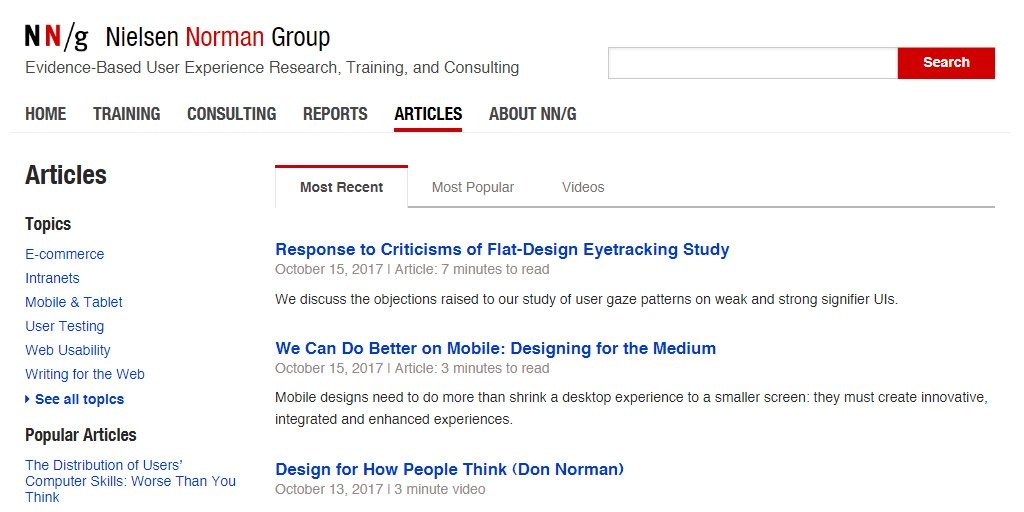 NN/g Nielsen Norman Group
Evidence-Based User Experience Research, Training, and Consulting
Search
HOME TRAINING CONSULTING REPORTS ARTICLES ABOUT NN/G
Articles
Topics
E-commerce
Intranets
Mobile & Tablet
User Testing
Web Usability
Writing for the Web
See all topics
Popular Articles
The Distribution of Users'
Computer Skills: Worse Than You
Think
Most Recent Most Popular Videos
Response to Criticisms of Flat-Design Eyetracking Study
October 15, 2017 | Article: 7 minutes to read
We discuss the objections raised to our study of user gaze patterns on weak and strong signifier UIs.
We Can Do Better on Mobile: Designing for the Medium
October 15, 2017 | Article: 3 minutes to read
Mobile designs need to do more than shrink a desktop experience to a smaller screen: they must create innovative,
integrated and enhanced experiences.
Design for How People Think (Don Norman)
October 13, 2017 | 3 minute video